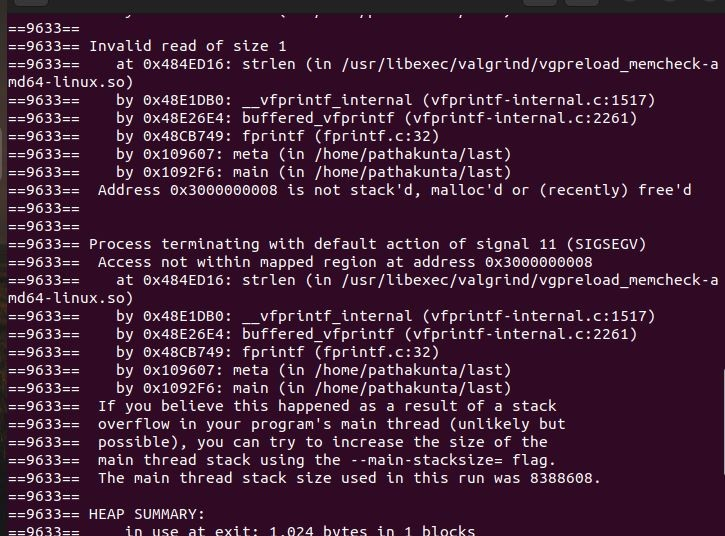 ==9633==
==9633== Invalid read of size 1
==9633==    at 0x484ED16: strlen (in /usr/libexec/valgrind/vgpreload_memcheck-a
md64-linux.so)
==9633==    by 0x48E1DB0: __vfprintf_internal (vfprintf-internal.c:1517)
==9633==    by 0x48E26E4: buffered_vfprintf (vfprintf-internal.c:2261)
==9633==    by 0x48CB749: fprintf (fprintf.c:32)
==9633==    by 0x109607: meta (in /home/pathakunta/last)
==9633==    by 0x1092F6: main (in /home/pathakunta/last)
==9633==  Address 0x3000000008 is not stack'd, malloc'd or (recently) free'd
==9633==
==9633==
==9633== Process terminating with default action of signal 11 (SIGSEGV)
==9633==  Access not within mapped region at address 0x3000000008
==9633==    at 0x484ED16: strlen (in /usr/libexec/valgrind/vgpreload_memcheck-a
md64-linux.so)
==9633==    by 0x48E1DB0: __vfprintf_internal (vfprintf-internal.c:1517)
==9633==    by 0x48E26E4: buffered_vfprintf (vfprintf-internal.c:2261)
==9633==    by 0x48CB749: fprintf (fprintf.c:32)
==9633==    by 0x109607: meta (in /home/pathakunta/last)
==9633==    by 0x1092F6: main (in /home/pathakunta/last)
==9633==  If you believe this happened as a result of a stack
==9633==  overflow in your program's main thread (unlikely but
==9633==  possible), you can try to increase the size of the
==9633==  main thread stack using the --main-stacksize= flag.
==9633==  The main thread stack size used in this run was 8388608.
==9633==
==9633== HEAP SUMMARY:
==9633==     in use at exit: 1,024 bytes in 1 blocks